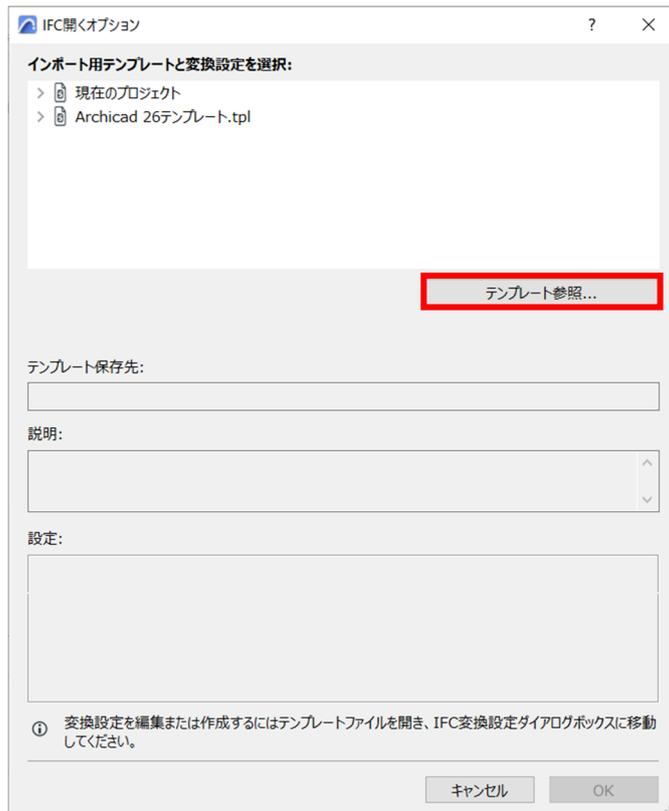 IFC開くオプション
インポート用テンプレートと変換設定を選択:
現在のプロジェクト
Archicad 26テンプレート.tpl
テンプレート参照...
テンプレート保存先:
説明:
設定:
変換設定を編集または作成するにはテンプレートファイルを開き、IFC変換設定ダイアログボックスに移動
してください。
キャンセル
OK